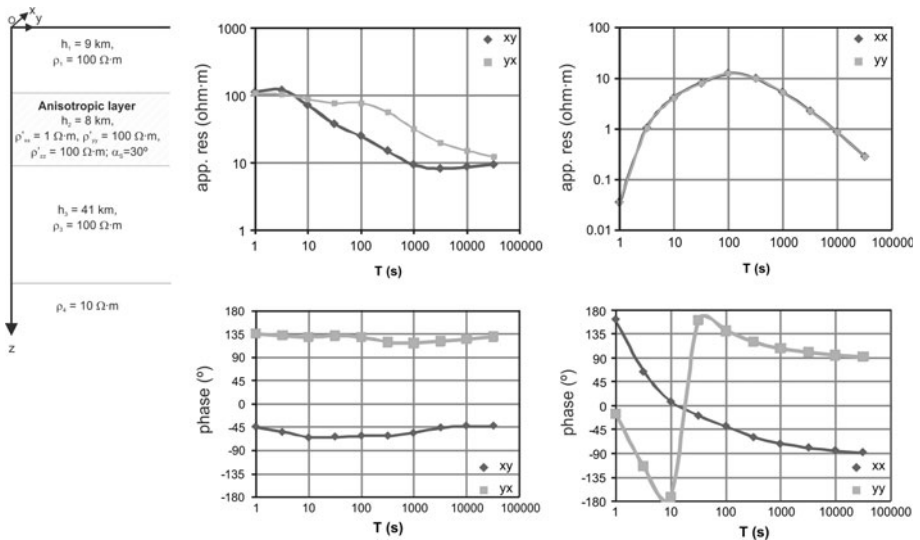 O
x
y
h₁ = 9 km,
ρ₁ = 100 Ω·m
Anisotropic layer
h₂ = 8 km,
ρ'ₓₓ = 1 Ω·m, ρ'ᵧᵧ = 100 Ω·m,
ρ'zz = 100 Ω·m; αₛ=30º
h₃ = 41 km,
ρ₃ = 100 Ω·m
ρ₄ = 10 Ω·m
z
1000
100
10
1
app. res (ohm·m)
xy
yx
1 10 100 1000 10000 100000
T (s)
100
10
1
0.1
0.01
app. res (ohm·m)
xx
yy
1 10 100 1000 10000 100000
T (s)
180
135
90
45
0
-45
-90
-135
-180
phase (º)
xy
yx
1 10 100 1000 10000 100000
T (s)
180
135
90
45
0
-45
-90
-135
-180
phase (º)
xx
yy
1 10 100 1000 10000 100000
T (s)